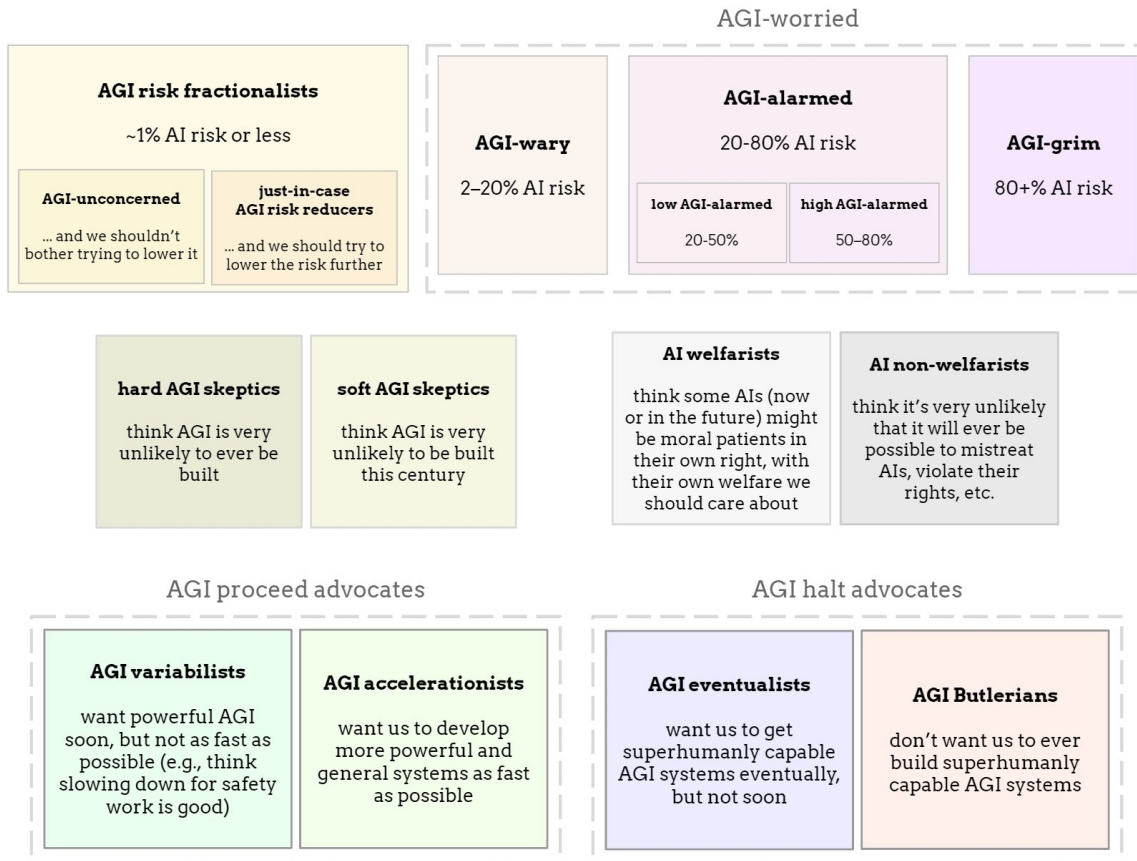 AGI-worried
AGI risk fractionalists
~1% AI risk or less
AGI-unconcerned
... and we shouldn't
bother trying to lower it
just-in-case
AGI risk reducers
... and we should try to
lower the risk further
AGI-wary
2–20% AI risk
AGI-alarmed
20-80% AI risk
low AGI-alarmed
20-50%
high AGI-alarmed
50–80%
AGI-grim
80+% AI risk
hard AGI skeptics
think AGI is very
unlikely to ever be
built
soft AGI skeptics
think AGI is very
unlikely to be built
this century
AI welfarists
think some AIs (now
or in the future) might
be moral patients in
their own right, with
their own welfare we
should care about
AI non-welfarists
think it's very unlikely
that it will ever be
possible to mistreat
AIs, violate their
rights, etc.
AGI proceed advocates
AGI variabilists
want powerful AGI
soon, but not as fast as
possible (e.g., think
slowing down for safety
work is good)
AGI accelerationists
want us to develop
more powerful and
general systems as fast
as possible
AGI halt advocates
AGI eventualists
want us to get
superhumanly capable
AGI systems eventually,
but not soon
AGI Butlerians
don't want us to ever
build superhumanly
capable AGI systems